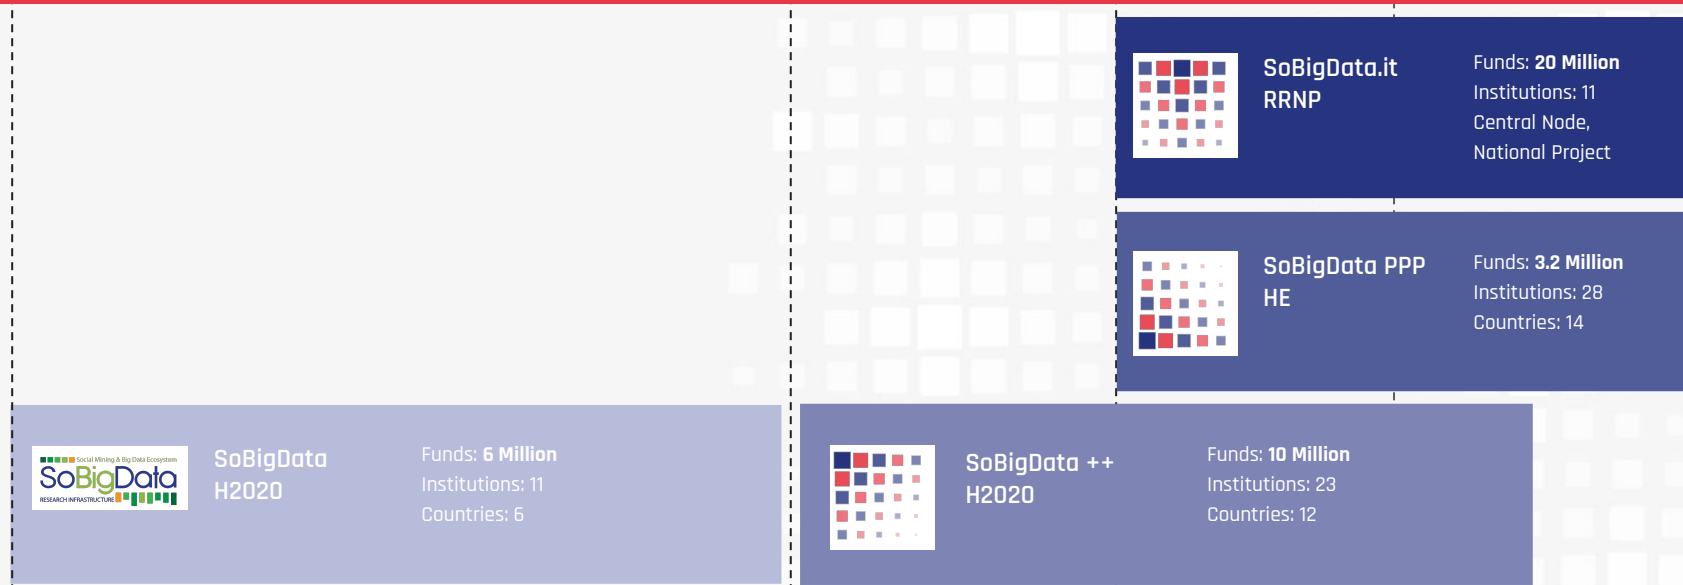 SoBigData.it
RRNP
Funds: 20 Million
Institutions: 11
Central Node,
National Project
SoBigData PPP
HE
Funds: 3.2 Million
Institutions: 28
Countries: 14
Social Mining & Big Data Ecosystem
SoBigData
RESEARCH INFRASTRUCTURE
SoBigData
H2020
Funds: 6 Million
Institutions: 11
Countries: 6
SoBigData ++
H2020
Funds: 10 Million
Institutions: 23
Countries: 12